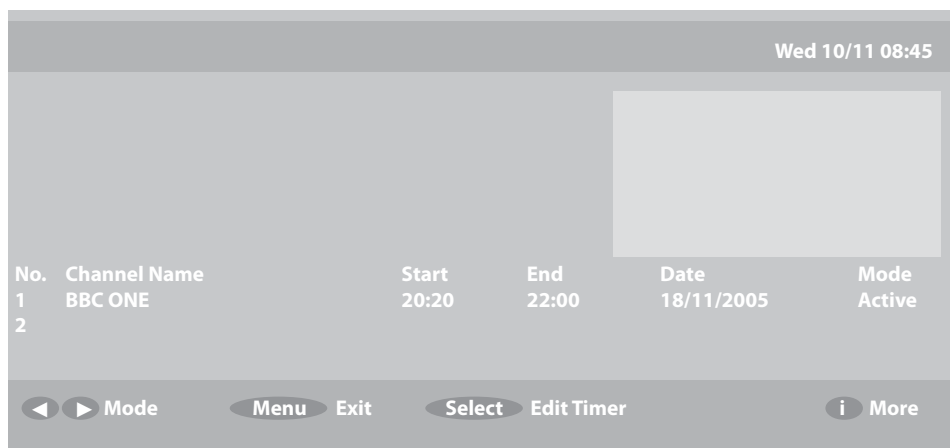 Wed 10/11 08:45
No. Channel Name Start End Date Mode
1 BBC ONE 20:20 22:00 18/11/2005 Active
2
◀ ▶ Mode Menu Exit Select Edit Timer i More